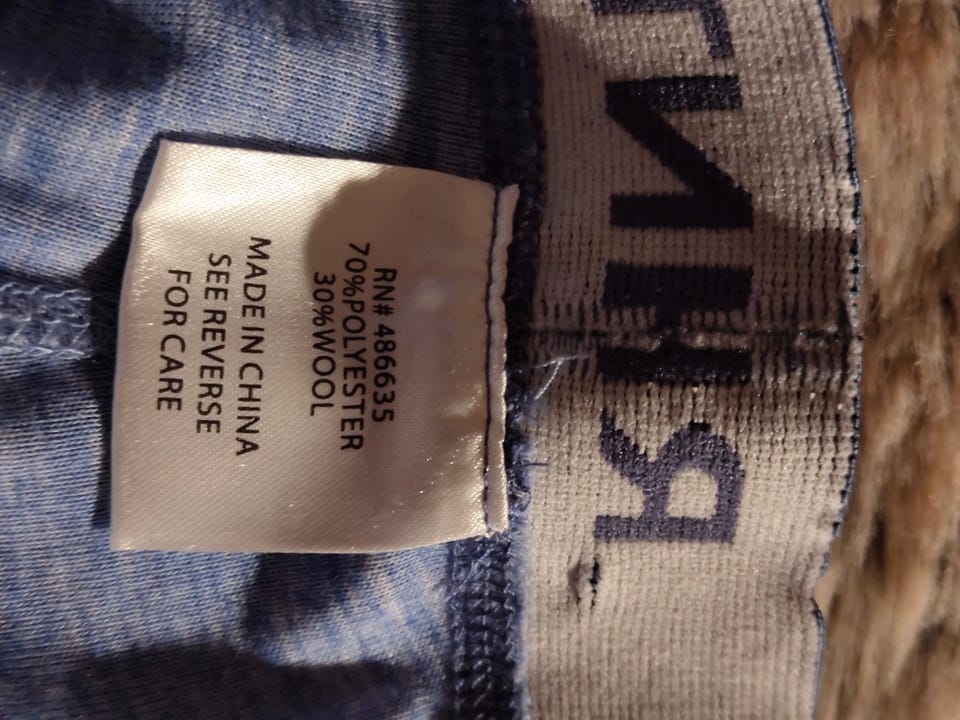 RN# 486635
70%POLYESTER
30%WOOL
MADE IN CHINA
SEE REVERSE
FOR CARE